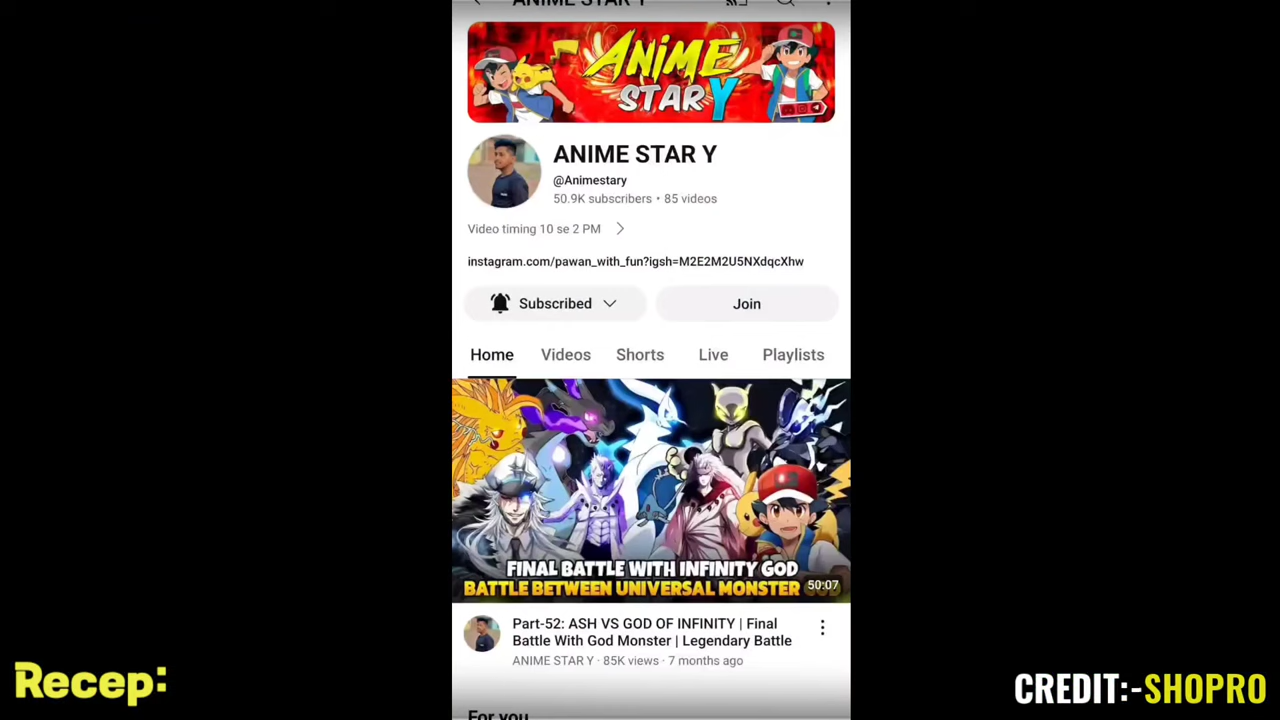 ANIME STAR Y
ANIME
STAR Y
ANIME STAR Y
@Animestary
50.9K subscribers • 85 videos
Video timing 10 se 2 PM
instagram.com/pawan_with_fun?igsh=M2E2M2U5NXdqcXhw
Subscribed
Join
Home Videos Shorts Live Playlists
FINAL BATTLE WITH INFINITY GOD
BATTLE BETWEEN UNIVERSAL MONSTER
50:07
Part-52: ASH VS GOD OF INFINITY | Final
Battle With God Monster | Legendary Battle
ANIME STAR Y · 85K views · 7 months ago
For you
Recep:
CREDIT:-SHOPRO